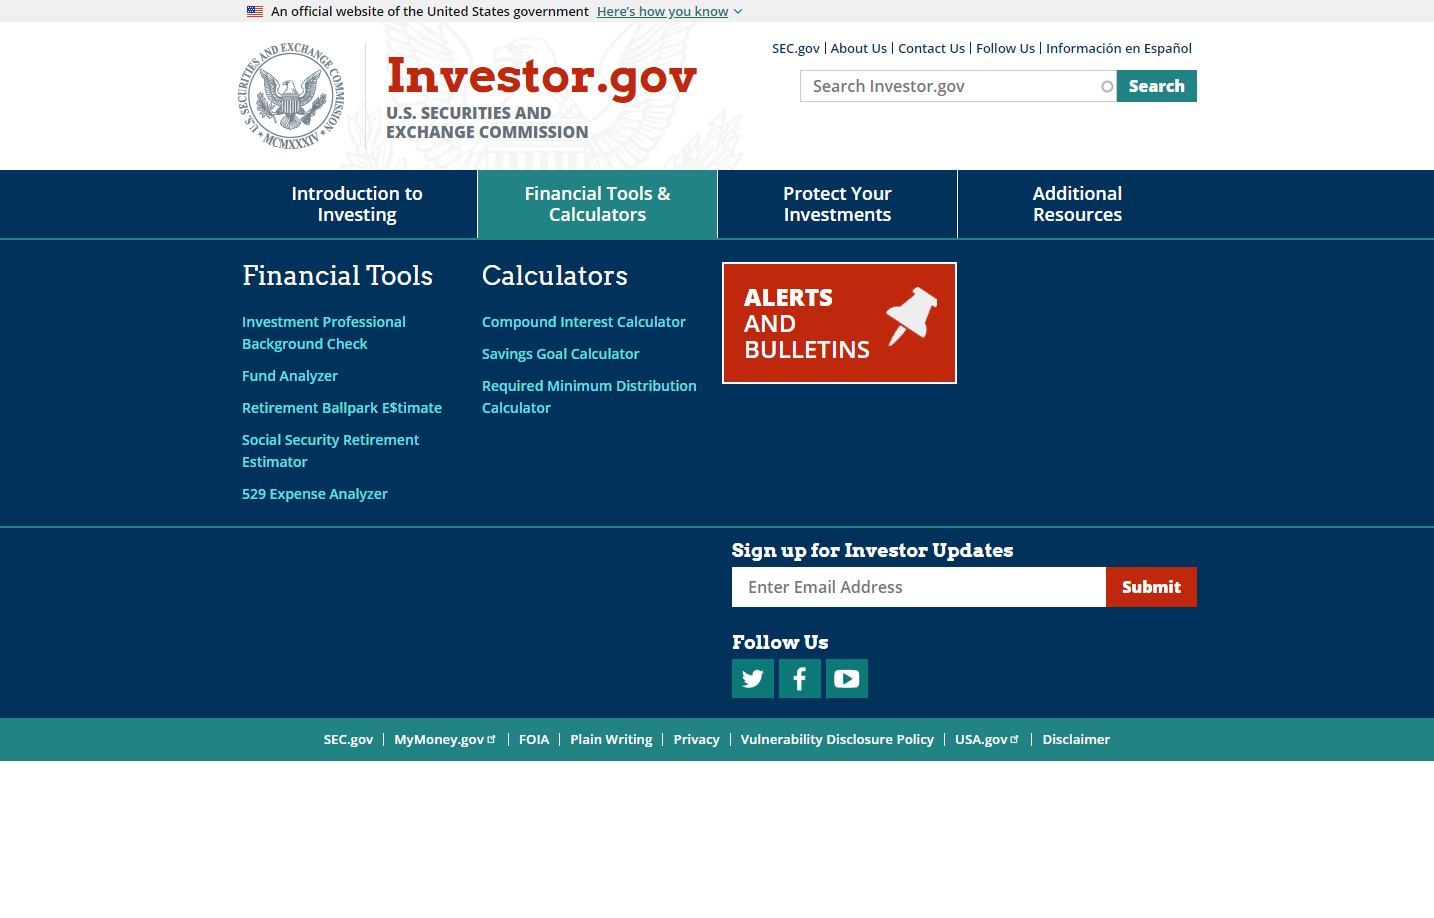 An official website of the United States government Here's how you know
SEC.gov About Us Contact Us Follow Us Información en Español
U.S. SECURITIES AND EXCHANGE COMMISSION
MCMXXXIV
Investor.gov
U.S. SECURITIES AND
EXCHANGE COMMISSION
Search Investor.gov Search
Introduction to
Investing
Financial Tools &
Calculators
Protect Your
Investments
Additional
Resources
Financial Tools
Investment Professional
Background Check
Fund Analyzer
Retirement Ballpark E$timate
Social Security Retirement
Estimator
529 Expense Analyzer
Calculators
Compound Interest Calculator
Savings Goal Calculator
Required Minimum Distribution
Calculator
ALERTS
AND
BULLETINS
Sign up for Investor Updates
Enter Email Address Submit
Follow Us
SEC.gov MyMoney.gov FOIA Plain Writing Privacy Vulnerability Disclosure Policy USA.gov Disclaimer